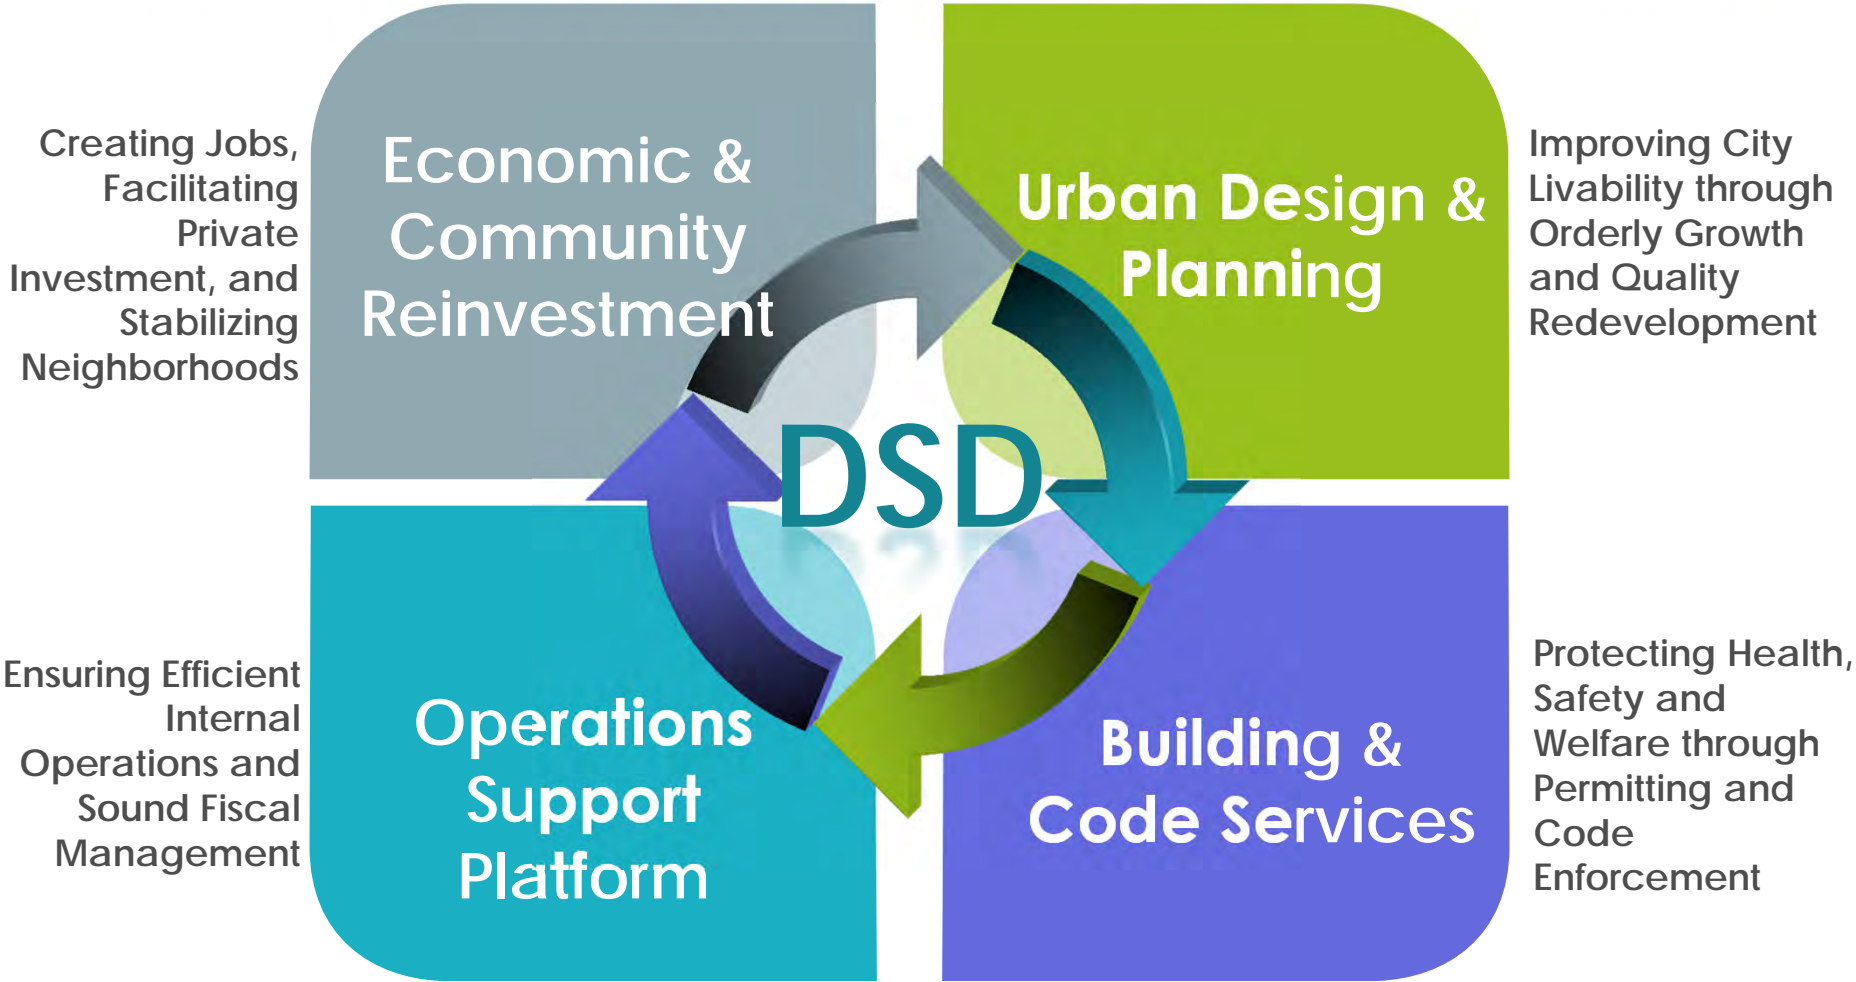 Creating Jobs,
Facilitating
Private
Investment, and
Stabilizing
Neighborhoods
Economic &
Community
Reinvestment
Urban Design &
Planning
Improving City
Livability through
Orderly Growth
and Quality
Redevelopment
DSD
Ensuring Efficient
Internal
Operations and
Sound Fiscal
Management
Operations
Support
Platform
Building &
Code Services
Protecting Health,
Safety and
Welfare through
Permitting and
Code
Enforcement